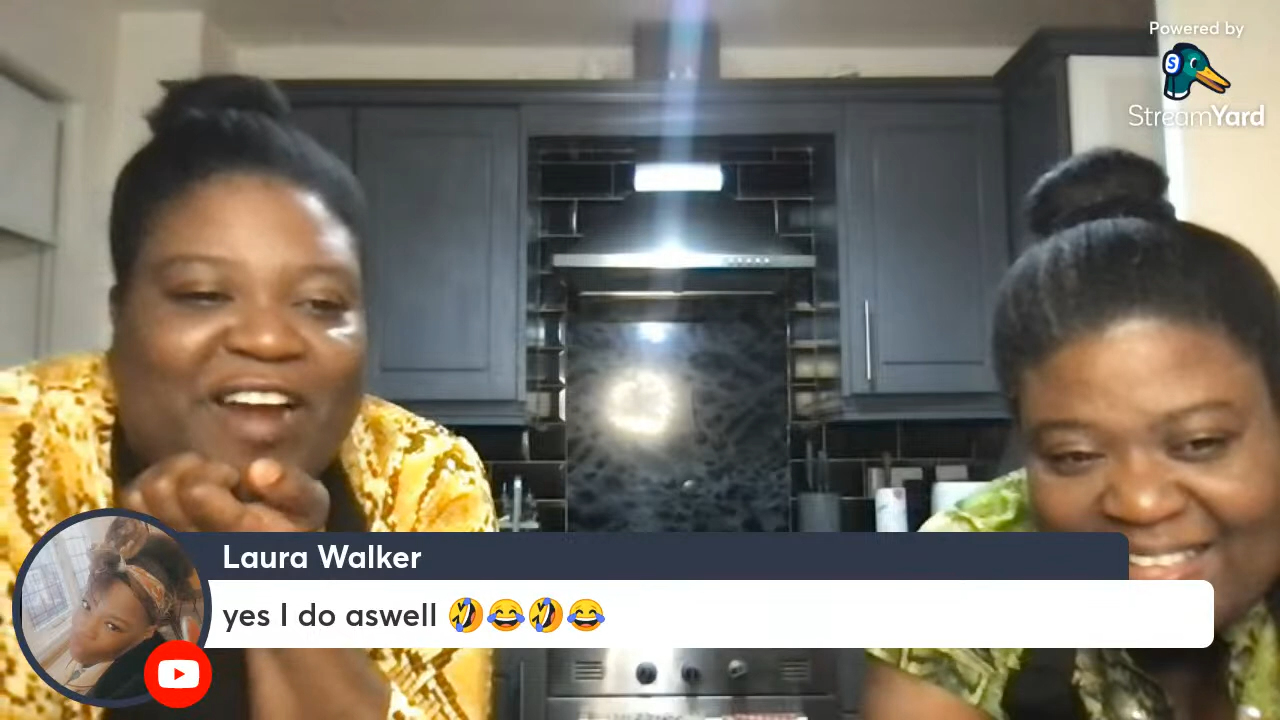 Powered by
S
StreamYard
Laura Walker
yes I do aswell 🤣😂🤣😂